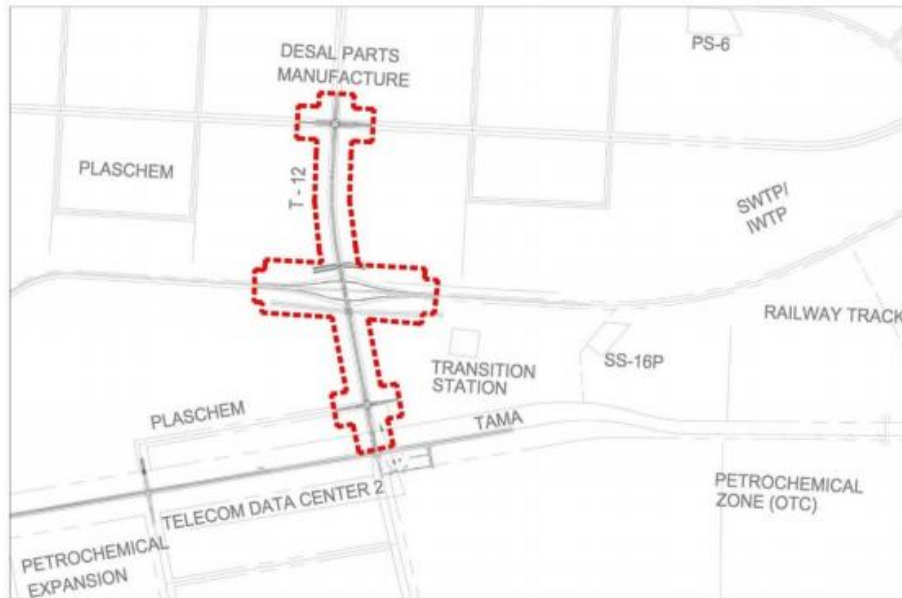 DESAL PARTS
MANUFACTURE
PS-6
PLASCHEM
T - 12
SWTP/
IWTP
RAILWAY TRACK
TRANSITION
STATION
SS-16P
PLASCHEM
TAMA
TELECOM DATA CENTER 2
PETROCHEMICAL
ZONE (OTC)
PETROCHEMICAL
EXPANSION